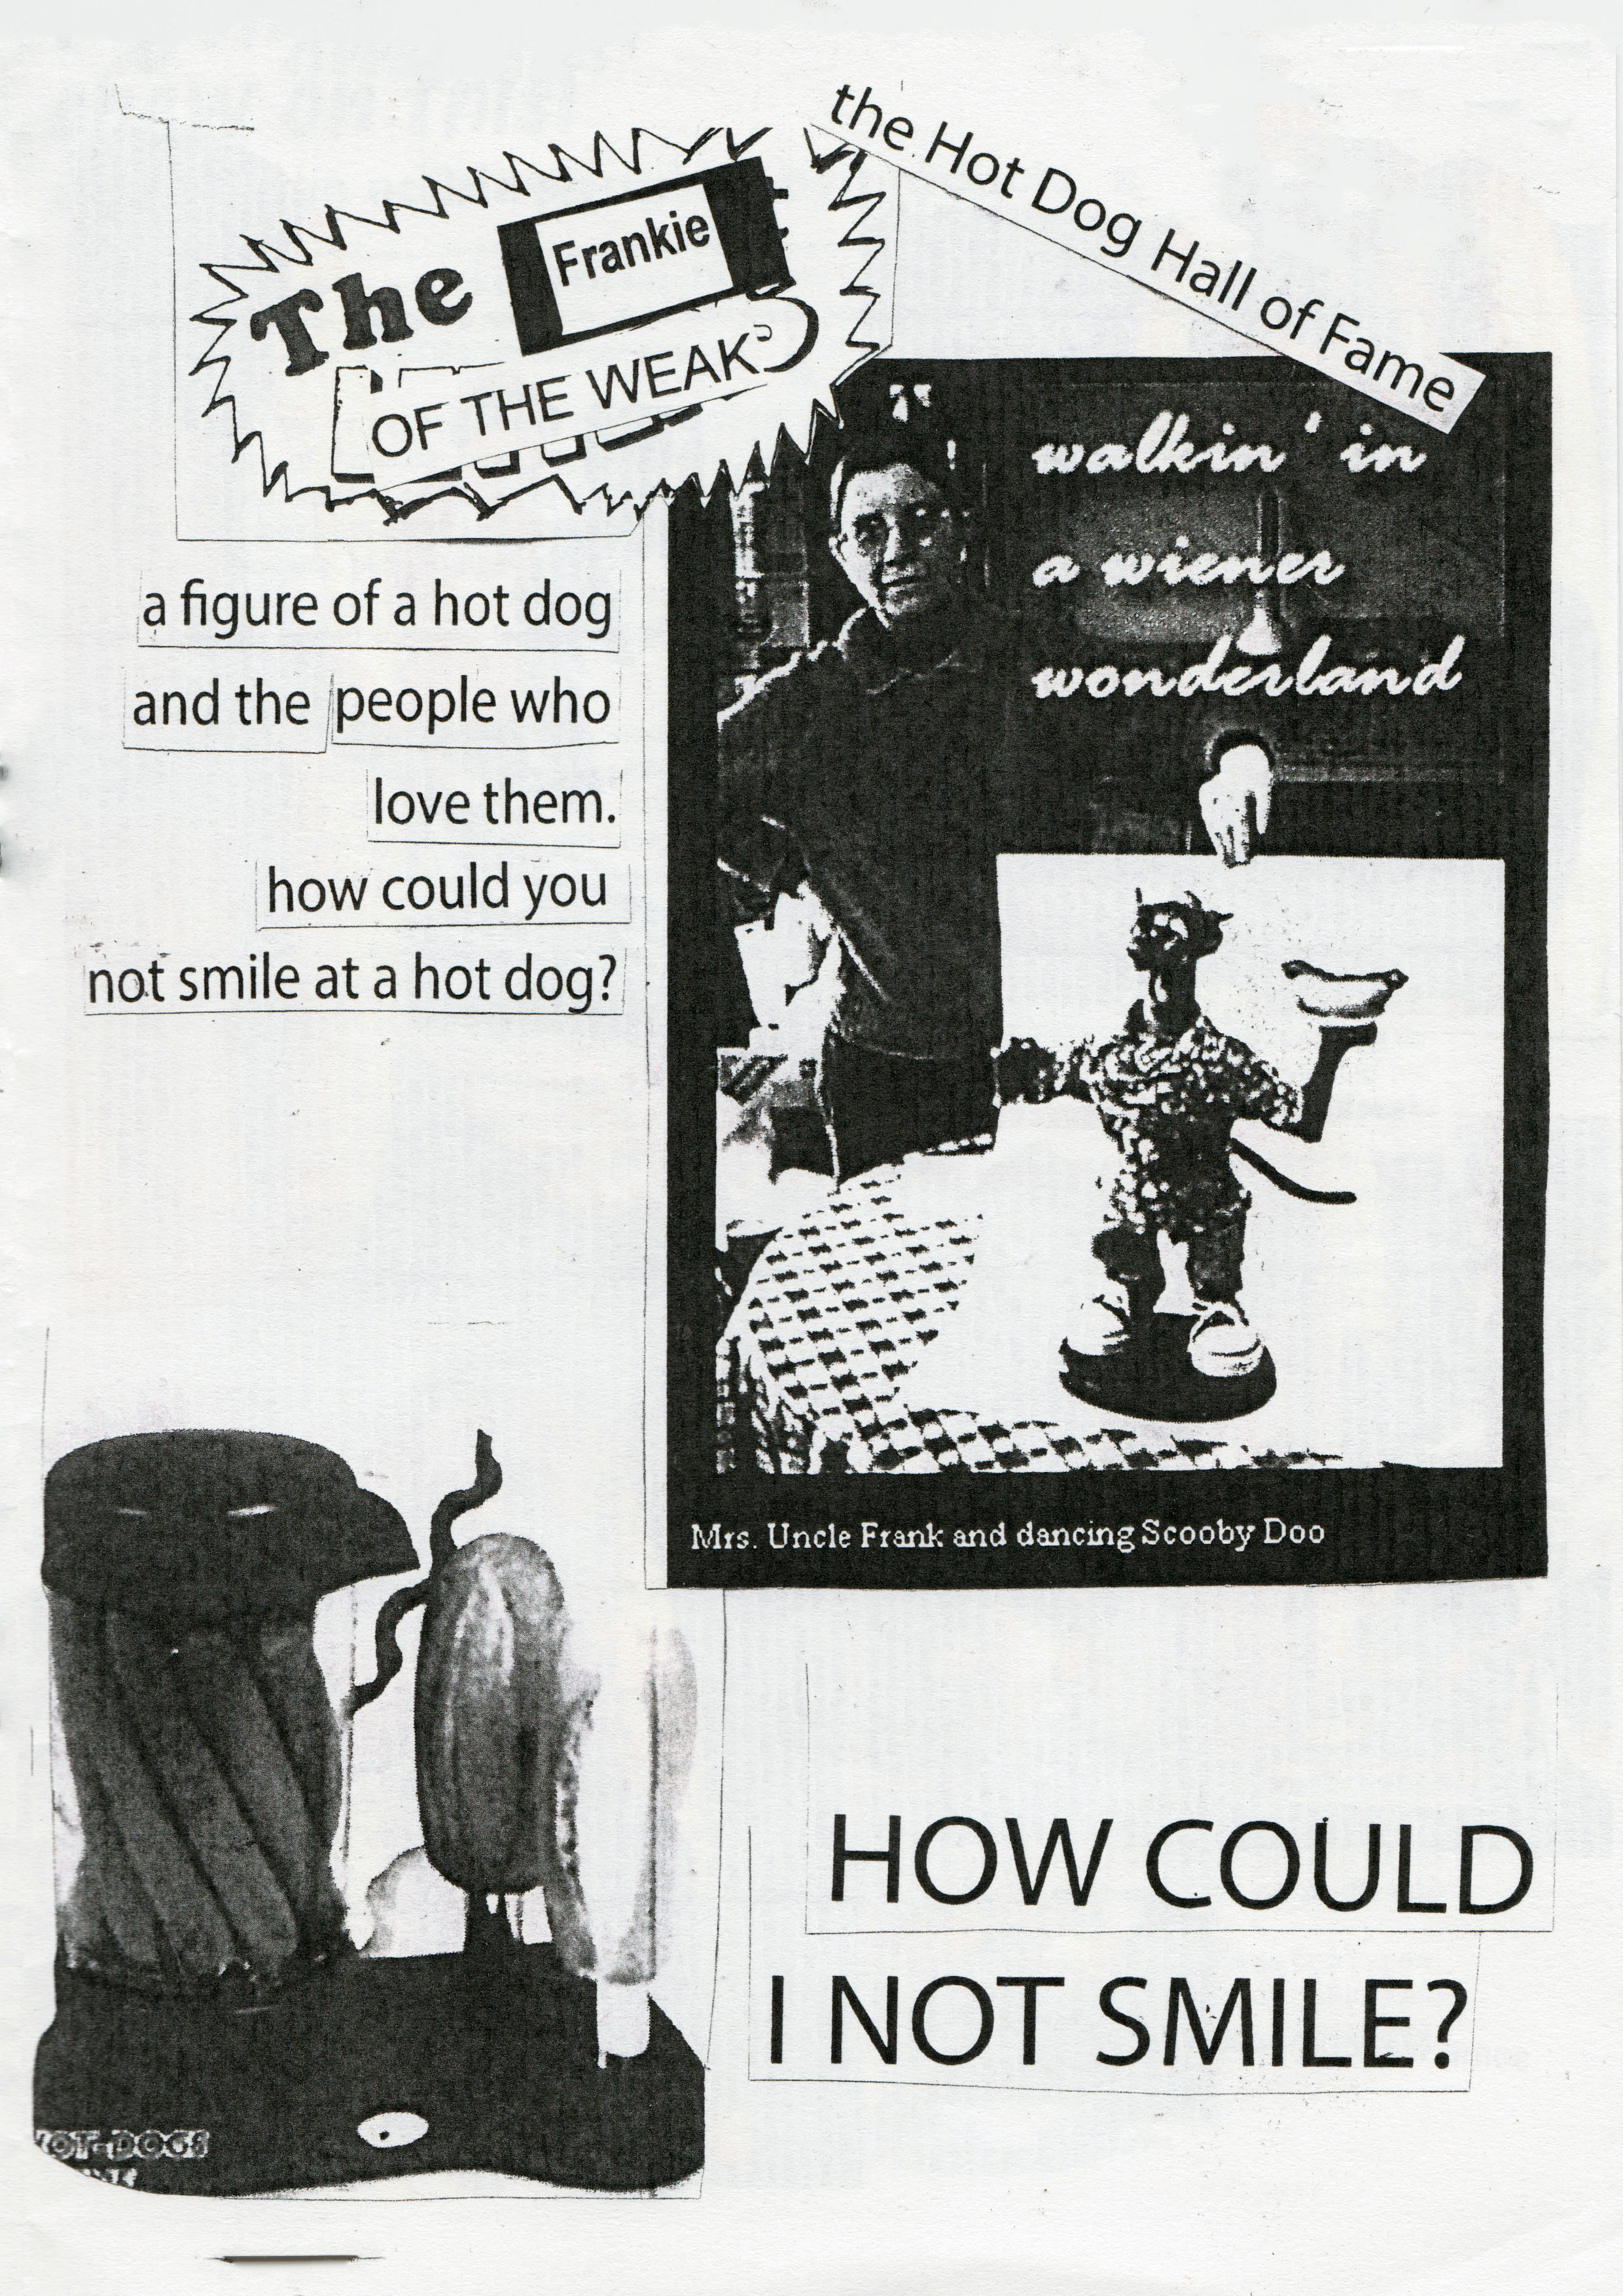 the Hot Dog Hall of Fame
The Frankie
OF THE WEAK
walkin' in
a wiener
wonderland
a figure of a hot dog
and the people who
love them.
how could you
not smile at a hot dog?
Mrs. Uncle Frank and dancing Scooby Doo
HOW COULD
I NOT SMILE?
HOT-DOGS